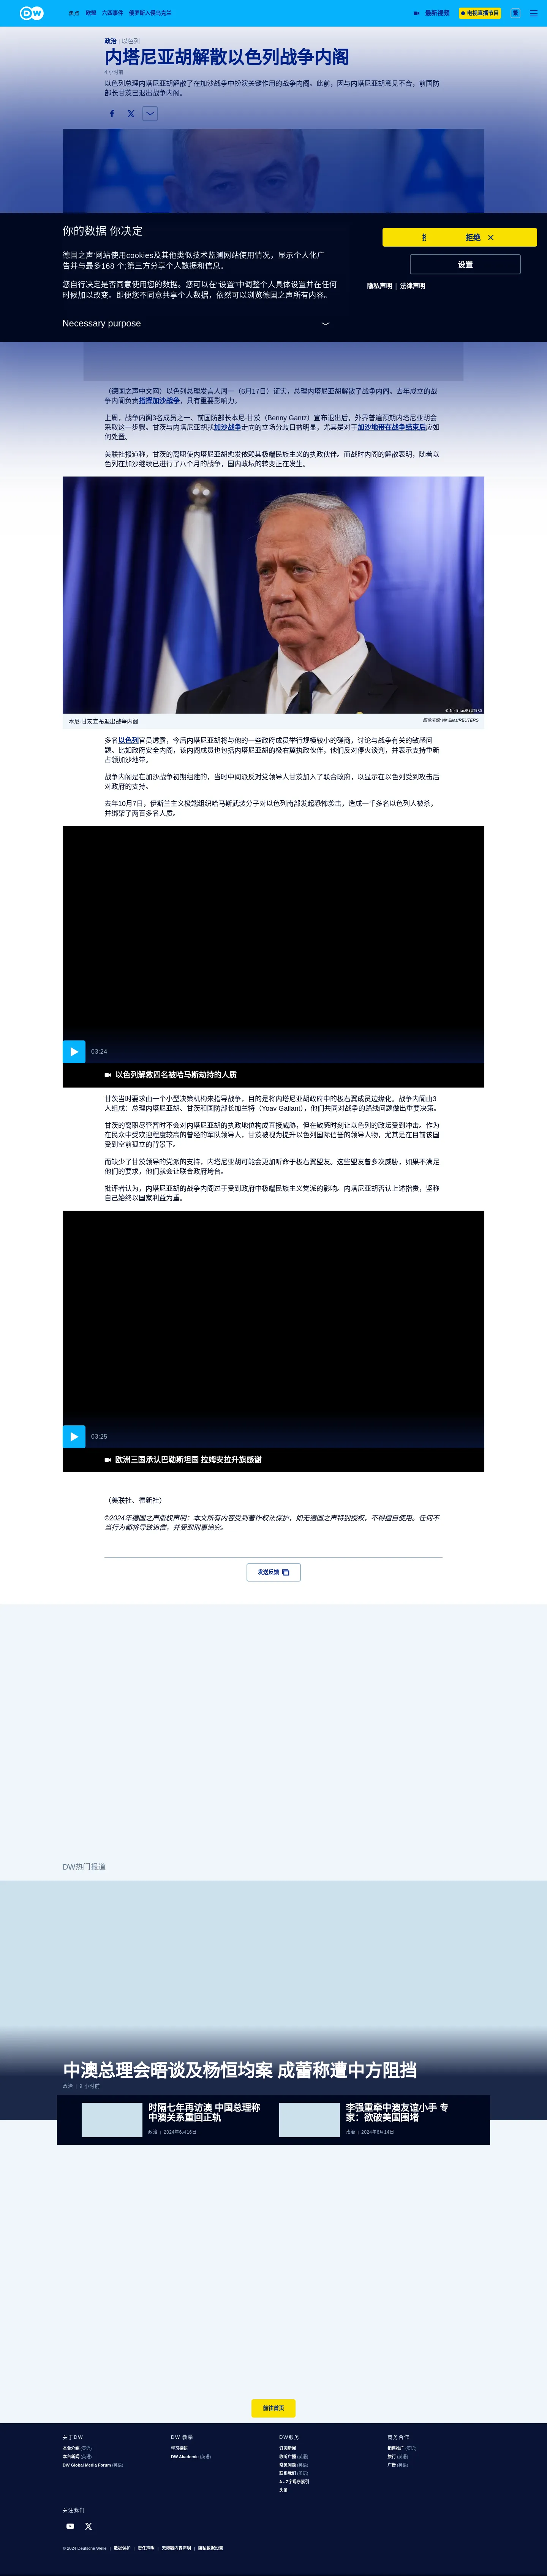 DW
焦点 欧盟 六四事件 俄罗斯入侵乌克兰
最新视频
电视直播节目
繁
政治 | 以色列
内塔尼亚胡解散以色列战争内阁
4 小时前
以色列总理内塔尼亚胡解散了在加沙战争中扮演关键作用的战争内阁。此前，因与内塔尼亚胡意见不合，前国防
部长甘茨已退出战争内阁。
你的数据 你决定
德国之声'网站使用cookies及其他类似技术监测网站使用情况，显示个人化广
告并与最多168 个;第三方分享个人数据和信息。
您自行决定是否同意使用您的数据。您可以在“设置”中调整个人具体设置并在任何
时候加以改变。即便您不同意共享个人数据，依然可以浏览德国之声所有内容。
Necessary purpose
拒绝
设置
隐私声明 | 法律声明
（德国之声中文网）以色列总理发言人周一（6月17日）证实，总理内塔尼亚胡解散了战争内阁。去年成立的战
争内阁负责指挥加沙战争，具有重要影响力。
上周，战争内阁3名成员之一、前国防部长本尼·甘茨（Benny Gantz）宣布退出后，外界普遍预期内塔尼亚胡会
采取这一步骤。甘茨与内塔尼亚胡就加沙战争走向的立场分歧日益明显，尤其是对于加沙地带在战争结束后应如
何处置。
美联社报道称，甘茨的离职使内塔尼亚胡愈发依赖其极端民族主义的执政伙伴。而战时内阁的解散表明，随着以
色列在加沙继续已进行了八个月的战争，国内政坛的转变正在发生。
© Nir Elias/REUTERS
本尼·甘茨宣布退出战争内阁
图像来源: Nir Elias/REUTERS
多名以色列官员透露，今后内塔尼亚胡将与他的一些政府成员举行规模较小的磋商，讨论与战争有关的敏感问
题。比如政府安全内阁，该内阁成员也包括内塔尼亚胡的极右翼执政伙伴，他们反对停火谈判，并表示支持重新
占领加沙地带。
战争内阁是在加沙战争初期组建的，当时中间派反对党领导人甘茨加入了联合政府，以显示在以色列受到攻击后
对政府的支持。
去年10月7日，伊斯兰主义极端组织哈马斯武装分子对以色列南部发起恐怖袭击，造成一千多名以色列人被杀，
并绑架了两百多名人质。
03:24
以色列解救四名被哈马斯劫持的人质
甘茨当时要求由一个小型决策机构来指导战争，目的是将内塔尼亚胡政府中的极右翼成员边缘化。战争内阁由3
人组成：总理内塔尼亚胡、甘茨和国防部长加兰特（Yoav Gallant），他们共同对战争的路线问题做出重要决策。
甘茨的离职尽管暂时不会对内塔尼亚胡的执政地位构成直接威胁，但在敏感时刻让以色列的政坛受到冲击。作为
在民众中受欢迎程度较高的曾经的军队领导人，甘茨被视为提升以色列国际信誉的领导人物，尤其是在目前该国
受到空前孤立的背景下。
而缺少了甘茨领导的党派的支持，内塔尼亚胡可能会更加听命于极右翼盟友。这些盟友曾多次威胁，如果不满足
他们的要求，他们就会让联合政府垮台。
批评者认为，内塔尼亚胡的战争内阁过于受到政府中极端民族主义党派的影响。内塔尼亚胡否认上述指责，坚称
自己始终以国家利益为重。
03:25
欧洲三国承认巴勒斯坦国 拉姆安拉升旗感谢
（美联社、德新社）
©2024年德国之声版权声明：本文所有内容受到著作权法保护，如无德国之声特别授权，不得擅自使用。任何不
当行为都将导致追偿，并受到刑事追究。
发送反馈
DW热门报道
中澳总理会晤谈及杨恒均案 成蕾称遭中方阻挡
政治 | 9 小时前
时隔七年再访澳 中国总理称
中澳关系重回正轨
政治 | 2024年6月16日
李强重牵中澳友谊小手 专
家：欲破美国围堵
政治 | 2024年6月14日
前往首页
关于DW
本台介绍 (英语)
本台新闻 (英语)
DW Global Media Forum (英语)
DW 教學
学习德语
DW Akademie (英语)
DW服务
订阅新闻
收听广播 (英语)
常见问题 (英语)
联系我们 (英语)
A - Z字母序索引
头条
商务合作
销售推广 (英语)
旅行 (英语)
广告 (英语)
关注我们
© 2024 Deutsche Welle | 数据保护 | 责任声明 | 无障碍内容声明 | 隐私数据设置